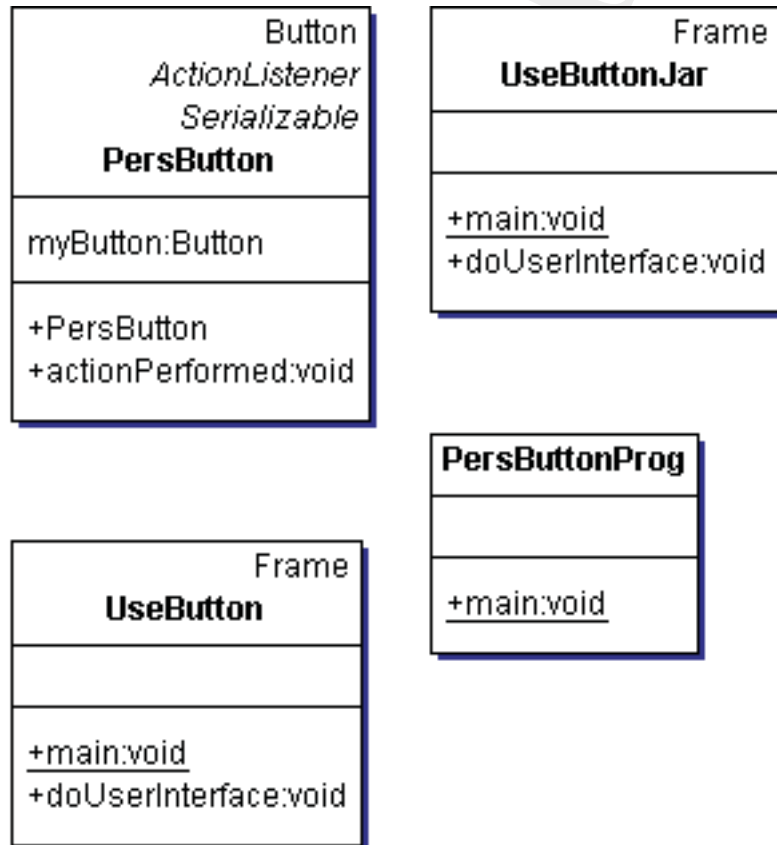 Button
ActionListener
Serializable
PersButton
myButton:Button
+PersButton
+actionPerformed:void
Frame
UseButtonJar
+main:void
+doUserInterface:void
PersButtonProg
+main:void
Frame
UseButton
+main:void
+doUserInterface:void